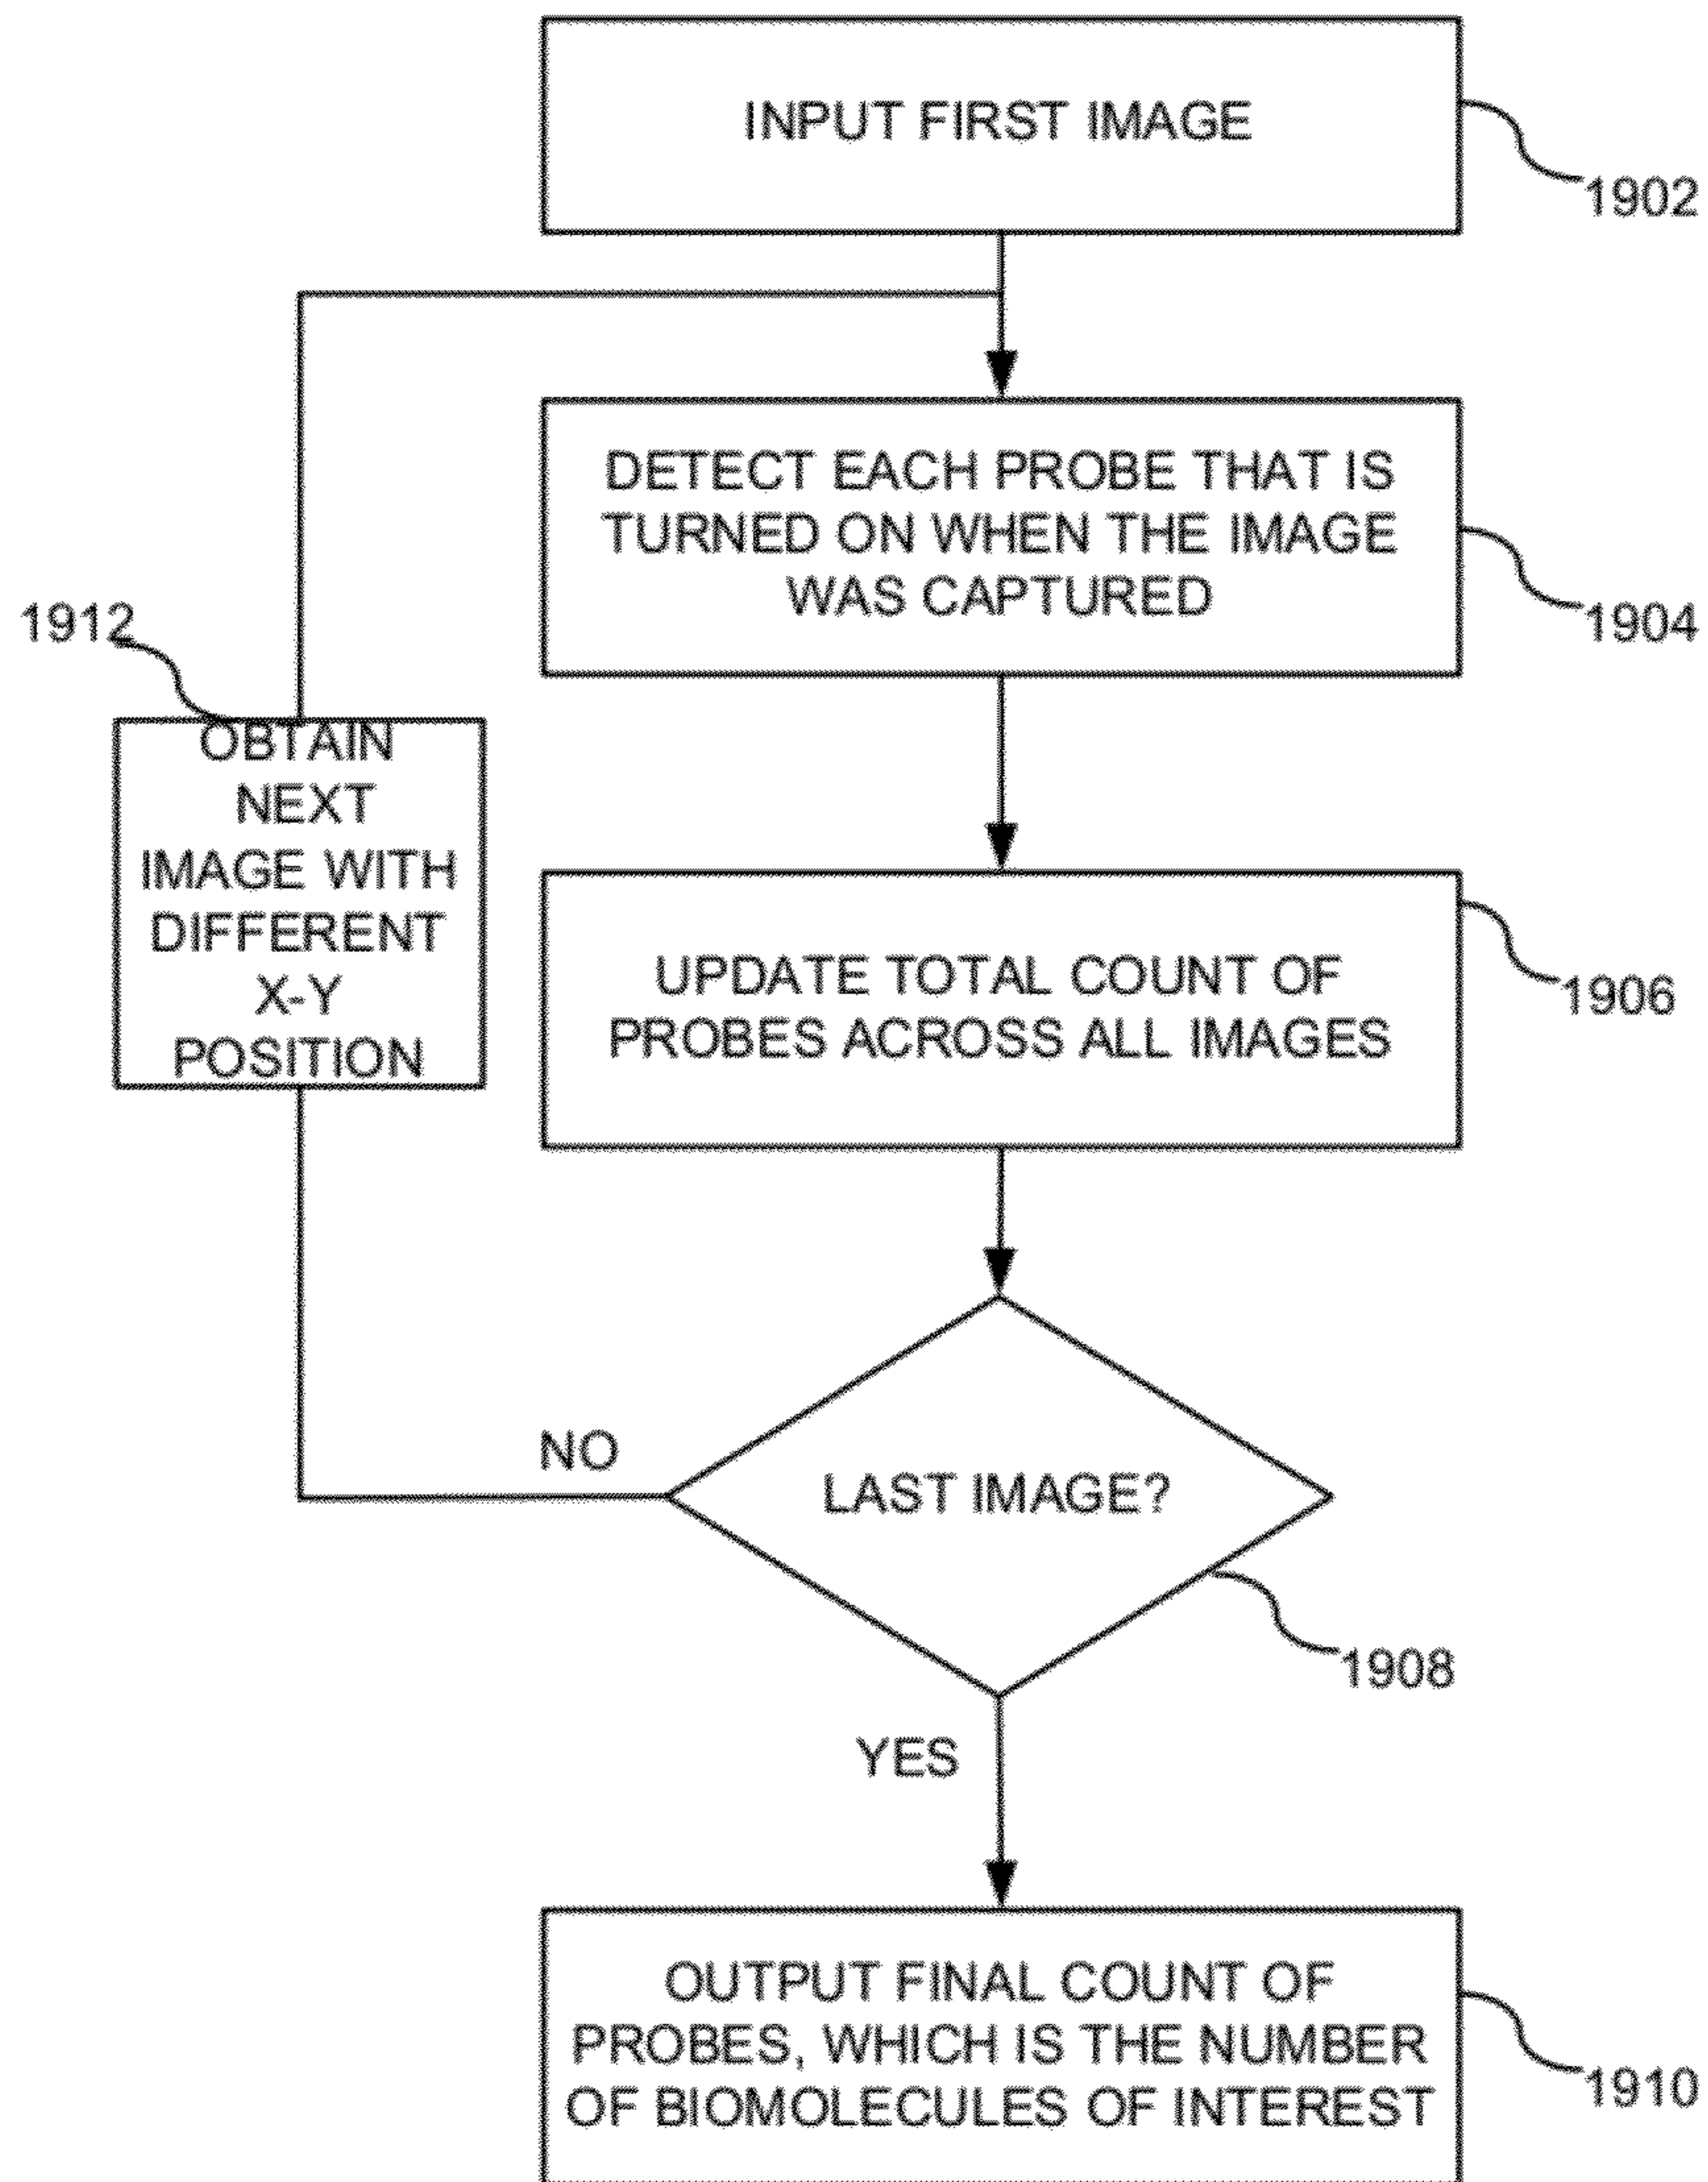 INPUT FIRST IMAGE
1902
DETECT EACH PROBE THAT IS
TURNED ON WHEN THE IMAGE
WAS CAPTURED
1904
1912
OBTAIN
NEXT
IMAGE WITH
DIFFERENT
X-Y
POSITION
UPDATE TOTAL COUNT OF
PROBES ACROSS ALL IMAGES
1906
NO
LAST IMAGE?
1908
YES
OUTPUT FINAL COUNT OF
PROBES, WHICH IS THE NUMBER
OF BIOMOLECULES OF INTEREST
1910